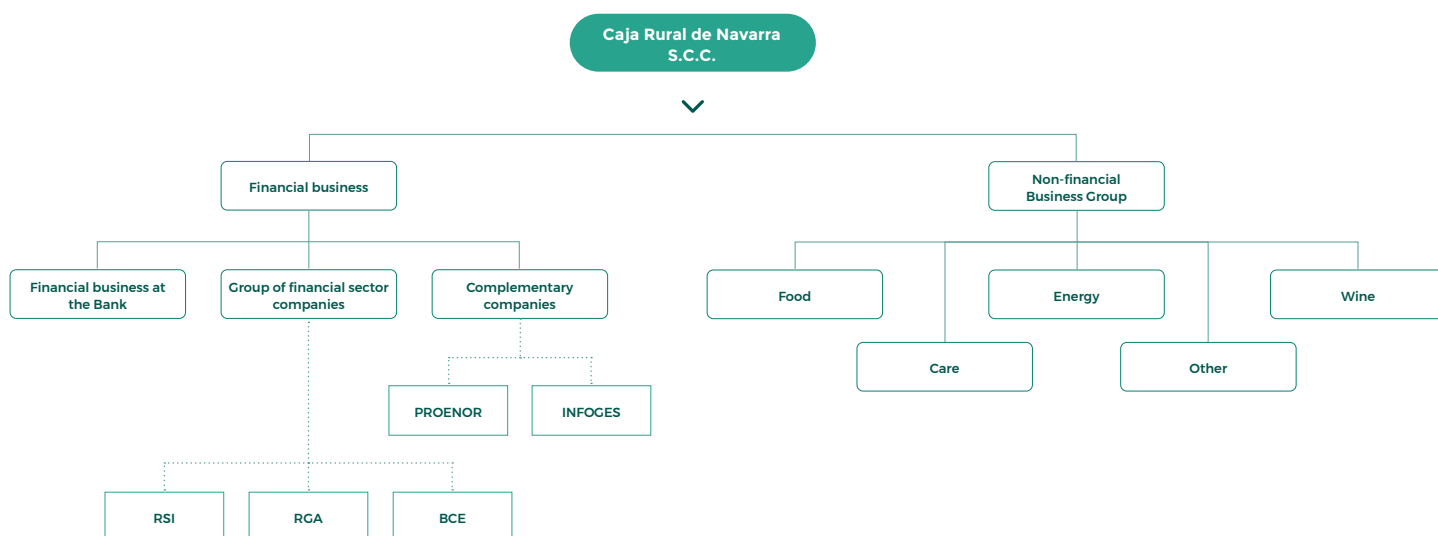 Caja Rural de Navarra
S.C.C.
Financial business
Non-financial
Business Group
Financial business at
the Bank
Group of financial sector
companies
Complementary
companies
Food
Energy
Wine
Care
Other
PROENOR
INFOGES
RSI
RGA
BCE